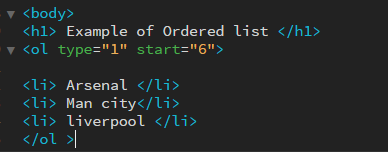 <body>
<h1> Example of Ordered list </h1>
<ol type="1" start="6">
<li> Arsenal </li>
<li> Man city</li>
<li> liverpool </li>
</ol >